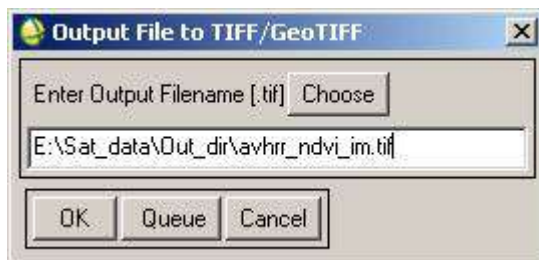 Output File to TIFF/GeoTIFF
Enter Output Filename [.tif] Choose
E:\Sat_data\Out_dir\avhrr_ndvi_im.tif
OK Queue Cancel